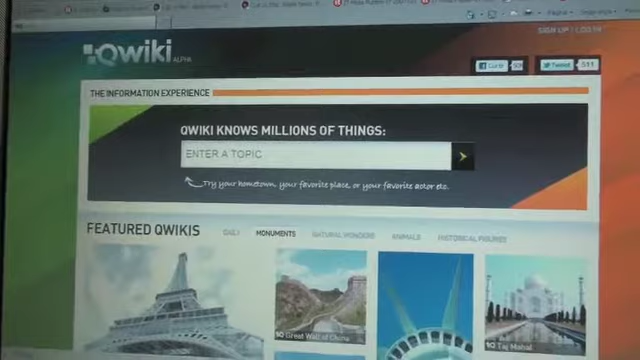 SIGN UP / LOG IN
Qwiki ALPHA
Tweet 511
THE INFORMATION EXPERIENCE
QWIKI KNOWS MILLIONS OF THINGS:
ENTER A TOPIC
Try your hometown, your favorite place, or your favorite actor etc.
FEATURED QWIKIS
MONUMENTS
NATURAL WONDERS
ANIMALS
HISTORICAL FIGURES
Great Wall of China
Taj Mahal